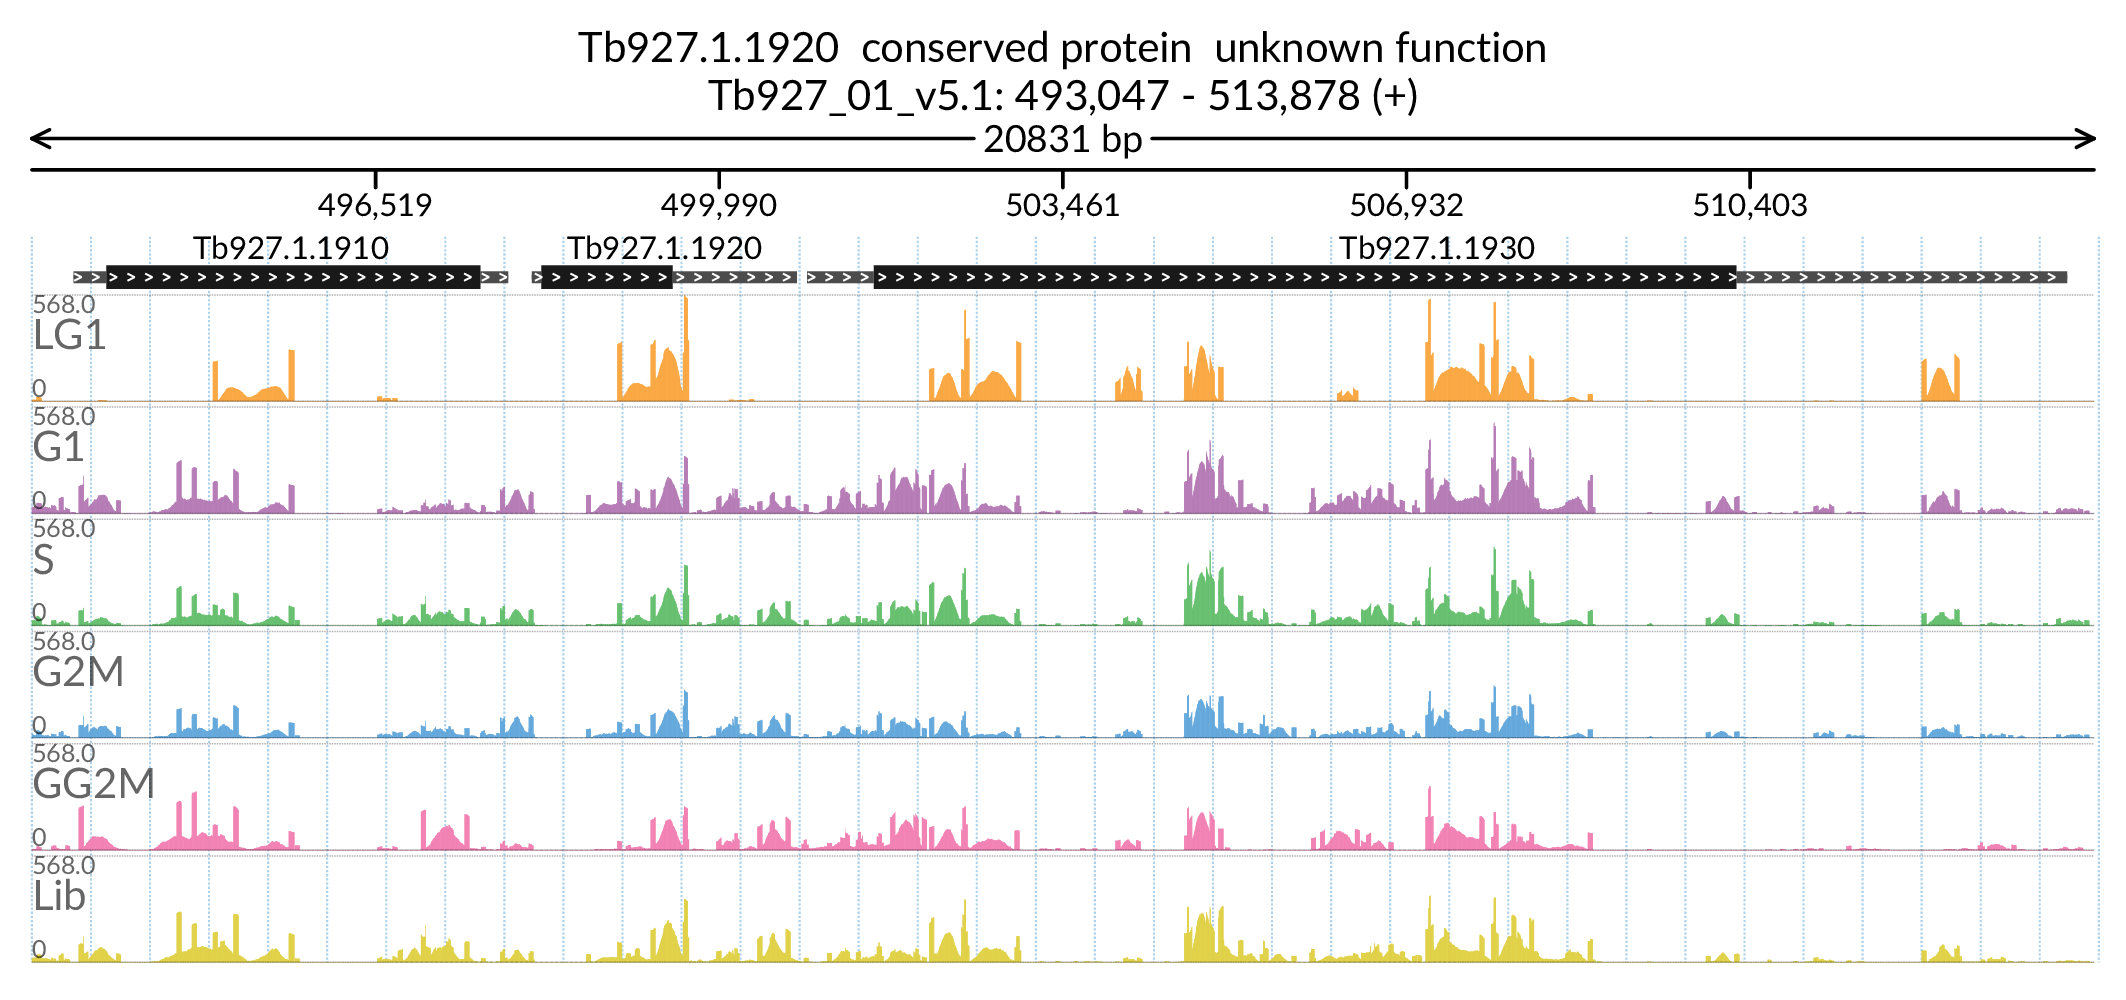 Tb927.1.1920  conserved protein  unknown function
Tb927_01_v5.1: 493,047 - 513,878 (+)
20831 bp
496,519 499,990 503,461 506,932 510,403
Tb927.1.1910 Tb927.1.1920 Tb927.1.1930
568.0
LG1
0
568.0
G1
0
568.0
S
0
568.0
G2M
0
568.0
GG2M
0
568.0
Lib
0